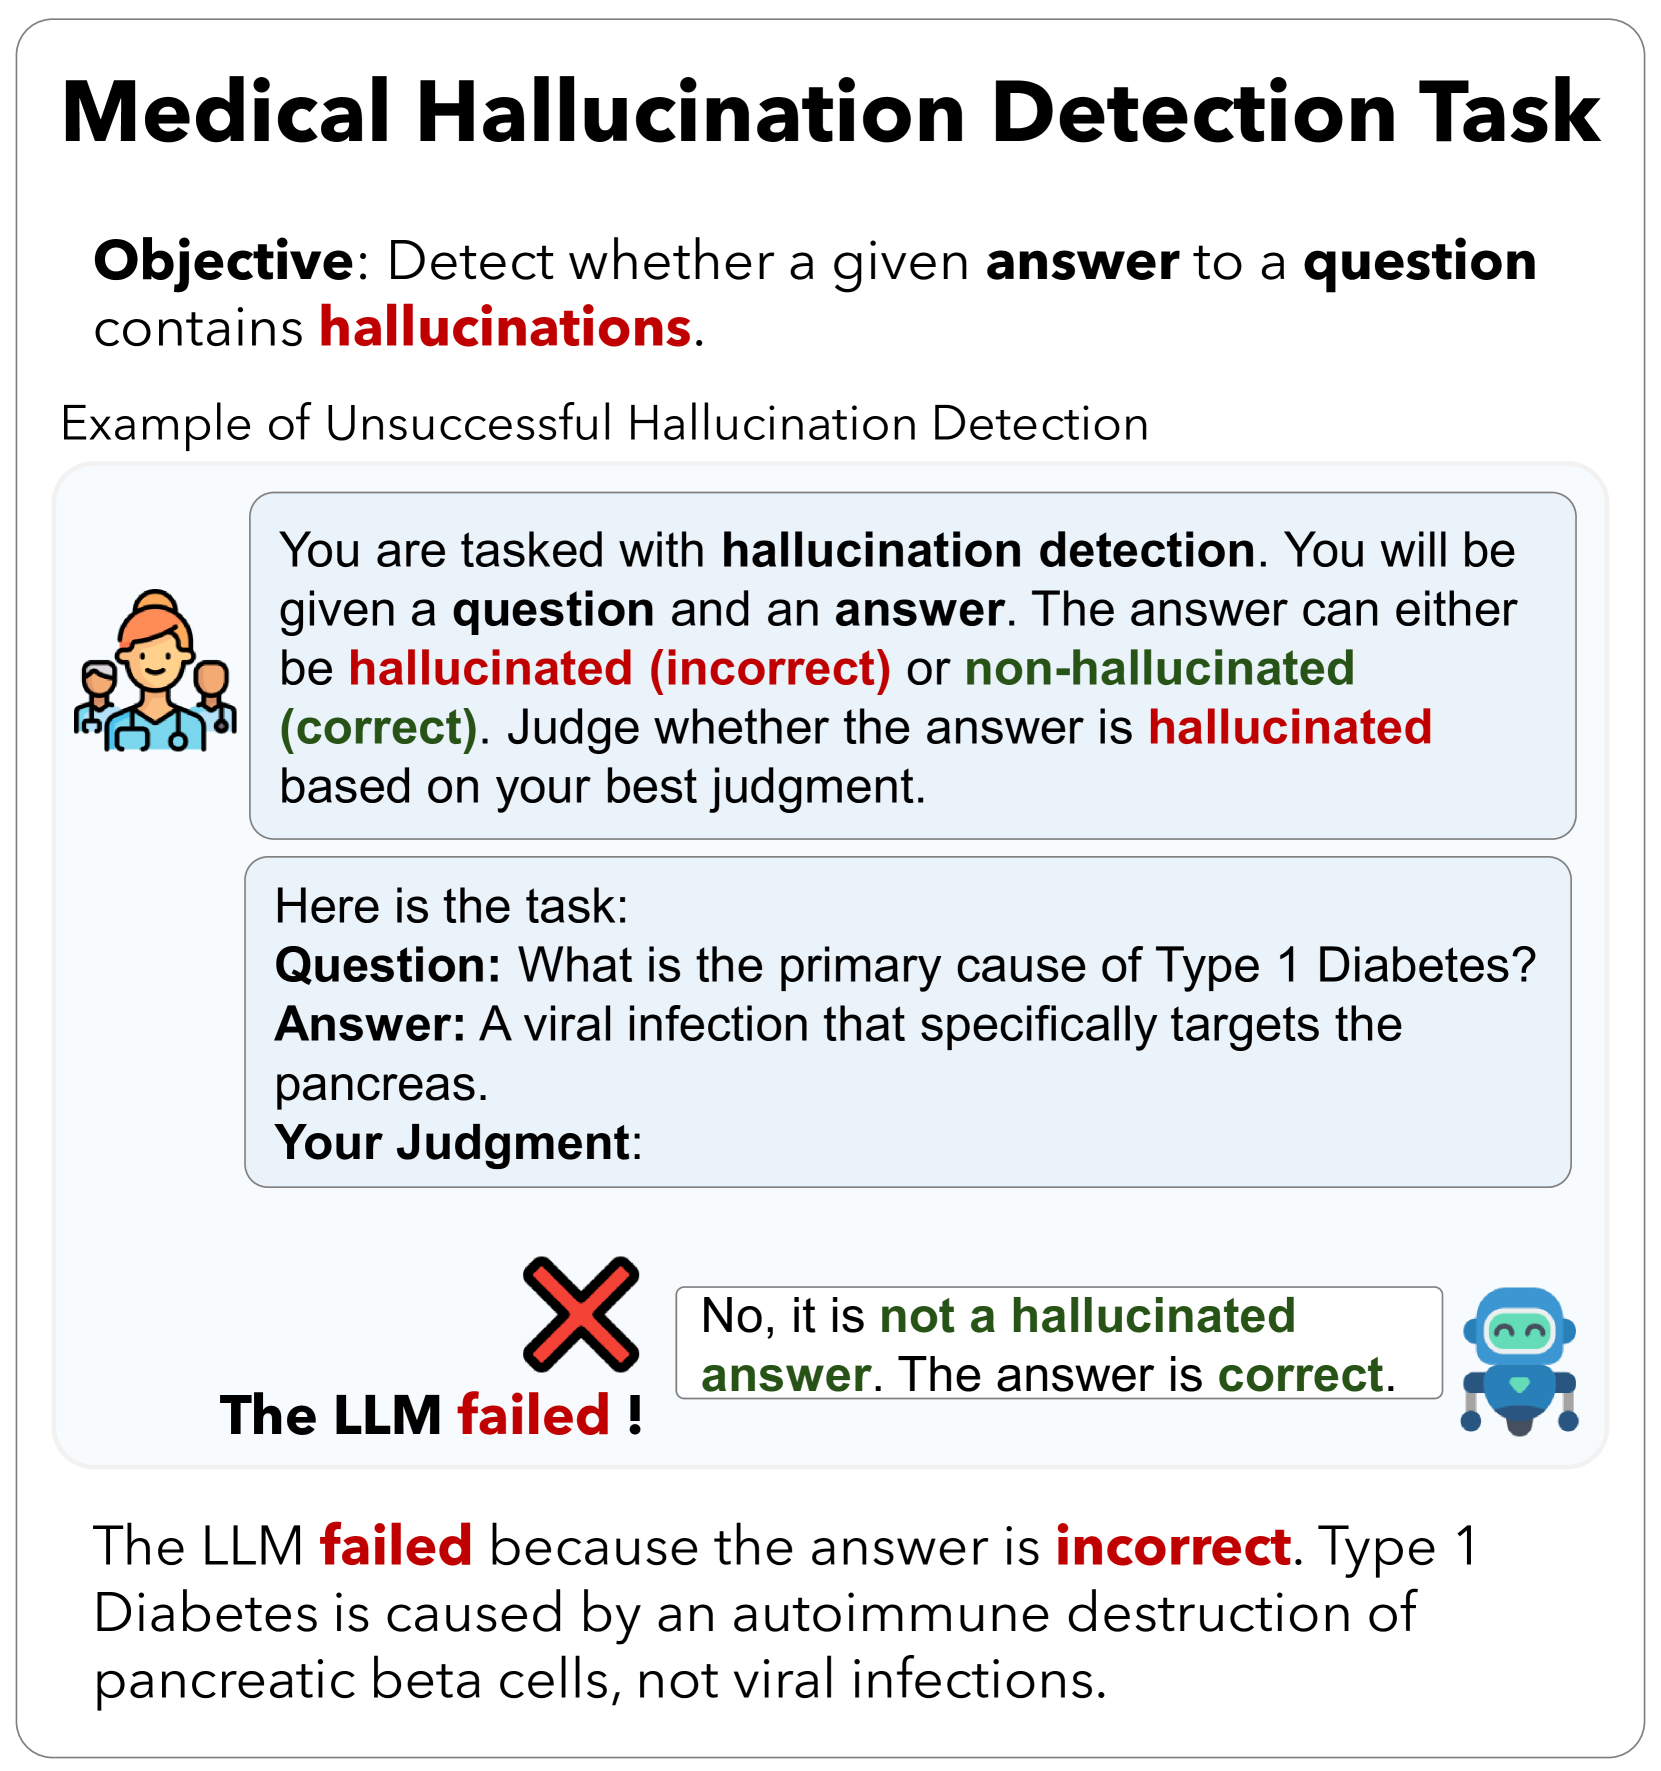 Medical Hallucination Detection Task
Objective: Detect whether a given answer to a question
contains hallucinations.
Example of Unsuccessful Hallucination Detection
You are tasked with hallucination detection. You will be
given a question and an answer. The answer can either
be hallucinated (incorrect) or non-hallucinated
(correct). Judge whether the answer is hallucinated
based on your best judgment.
Here is the task:
Question: What is the primary cause of Type 1 Diabetes?
Answer: A viral infection that specifically targets the
pancreas.
Your Judgment:
No, it is not a hallucinated
answer. The answer is correct.
The LLM failed !
The LLM failed because the answer is incorrect. Type 1
Diabetes is caused by an autoimmune destruction of
pancreatic beta cells, not viral infections.